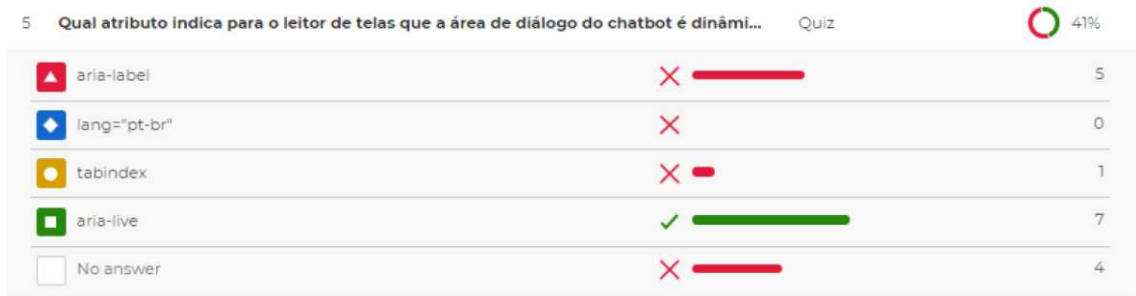 5 Qual atributo indica para o leitor de telas que a área de diálogo do chatbot é dinâmi... Quiz 41%
aria-label 5
lang="pt-br" 0
tabindex 1
aria-live 7
No answer 4